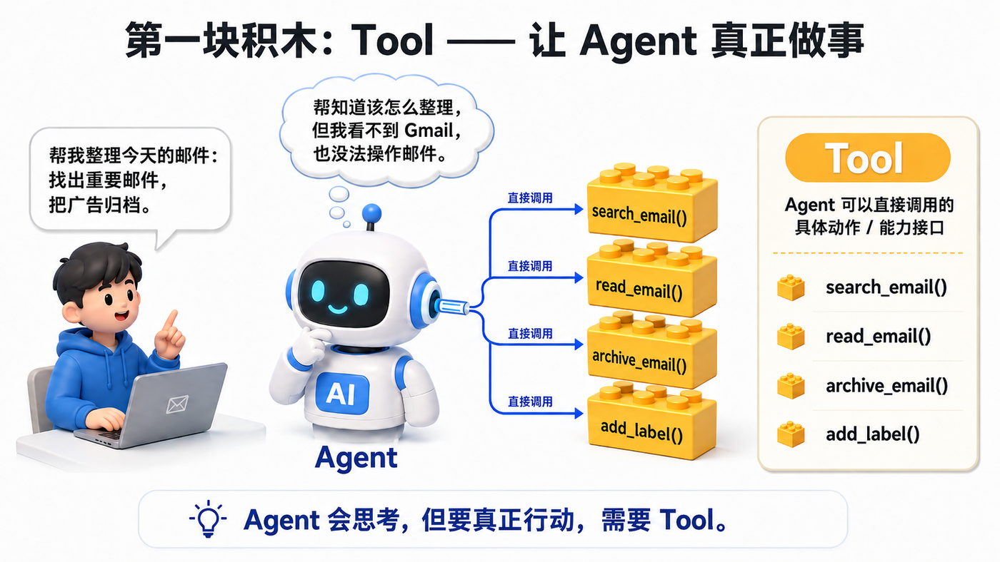 第一块积木：Tool —— 让 Agent 真正做事
帮我整理今天的邮件：
找出重要邮件，
把广告归档。
帮知道该怎么整理，
但我看不到 Gmail，
也没法操作邮件。
AI
Agent
直接调用
直接调用
直接调用
直接调用
search_email()
read_email()
archive_email()
add_label()
Tool
Agent 可以直接调用的
具体动作 / 能力接口
search_email()
read_email()
archive_email()
add_label()
Agent 会思考，但要真正行动，需要 Tool。